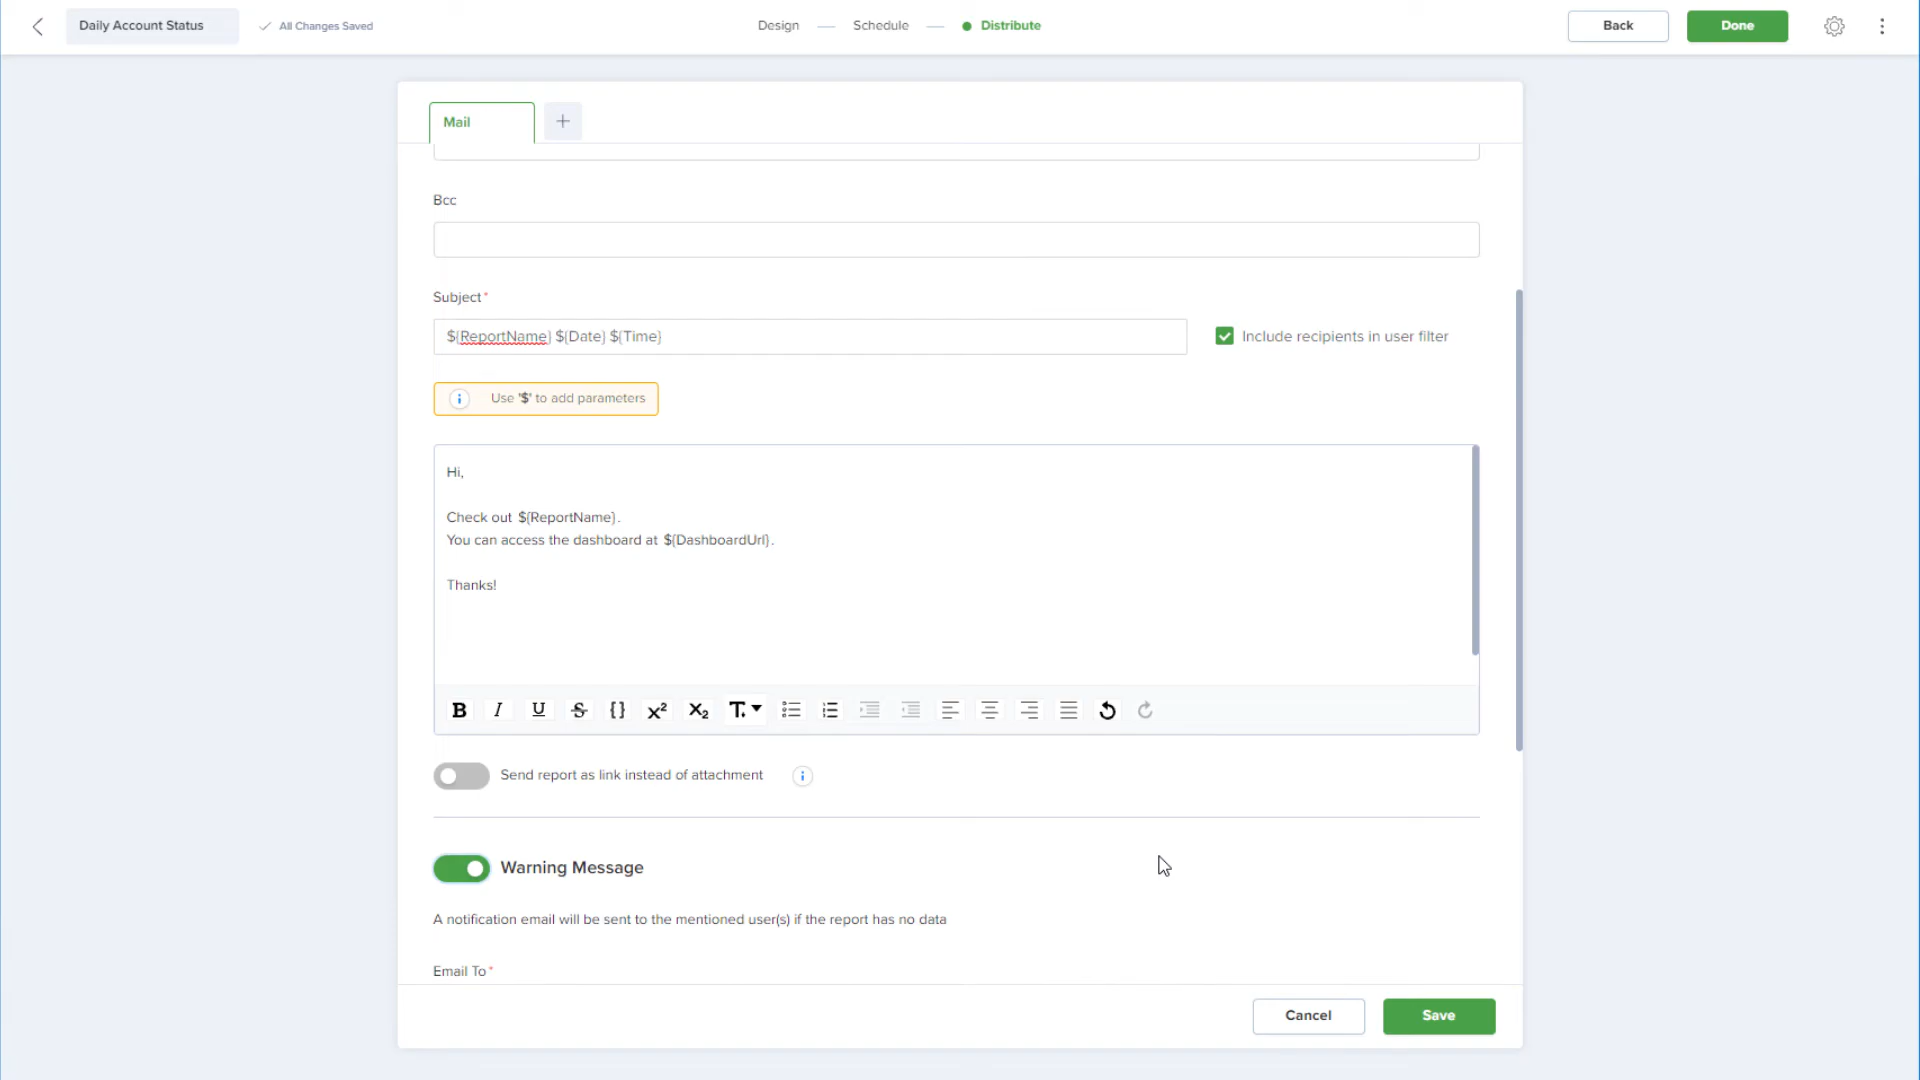 Daily Account Status
All Changes Saved
Design
Schedule
Distribute
Back
Done
Mail
Bcc
Subject*
${ReportName} ${Date} ${Time}
Include recipients in user filter
Use '$' to add parameters
Hi,
Check out ${ReportName}.
You can access the dashboard at ${DashboardUrl}.
Thanks!
Send report as link instead of attachment
Warning Message
A notification email will be sent to the mentioned user(s) if the report has no data
Email To*
Cancel
Save